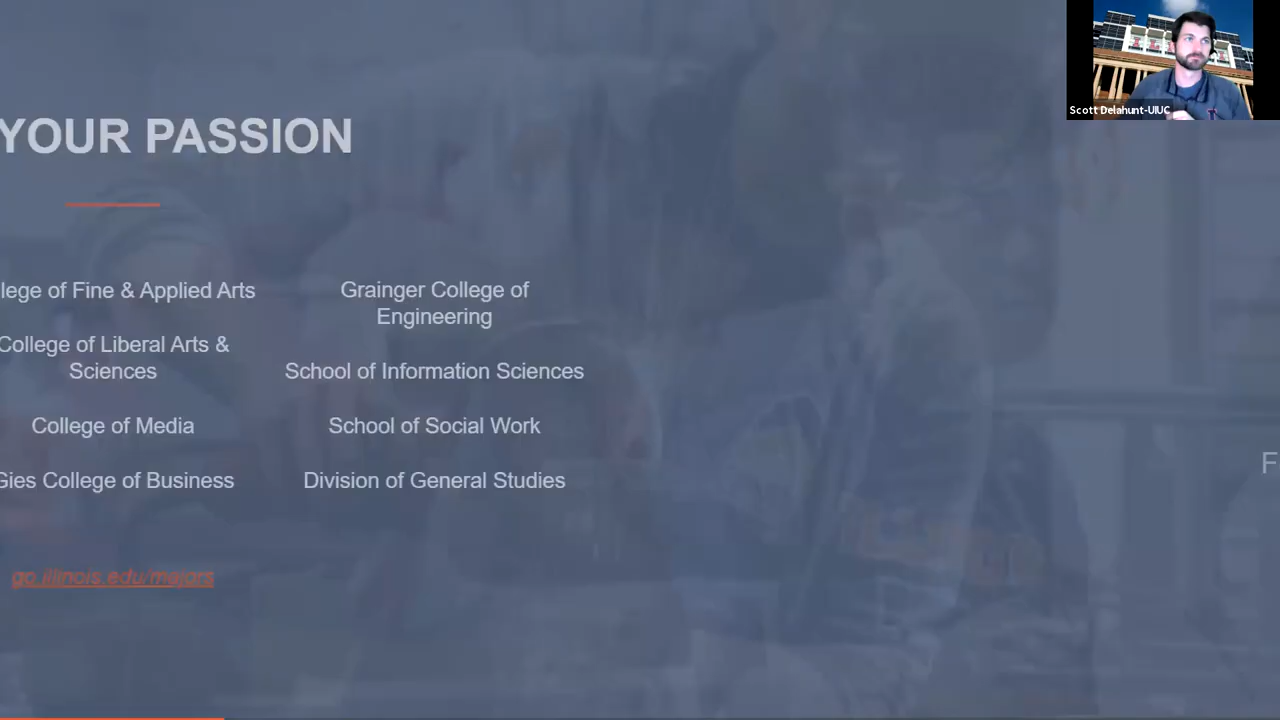 Scott Delahunt-UIUC
YOUR PASSION
lege of Fine & Applied Arts
College of Liberal Arts &
Sciences
College of Media
Gies College of Business
Grainger College of
Engineering
School of Information Sciences
School of Social Work
Division of General Studies
F
go.illinois.edu/majors